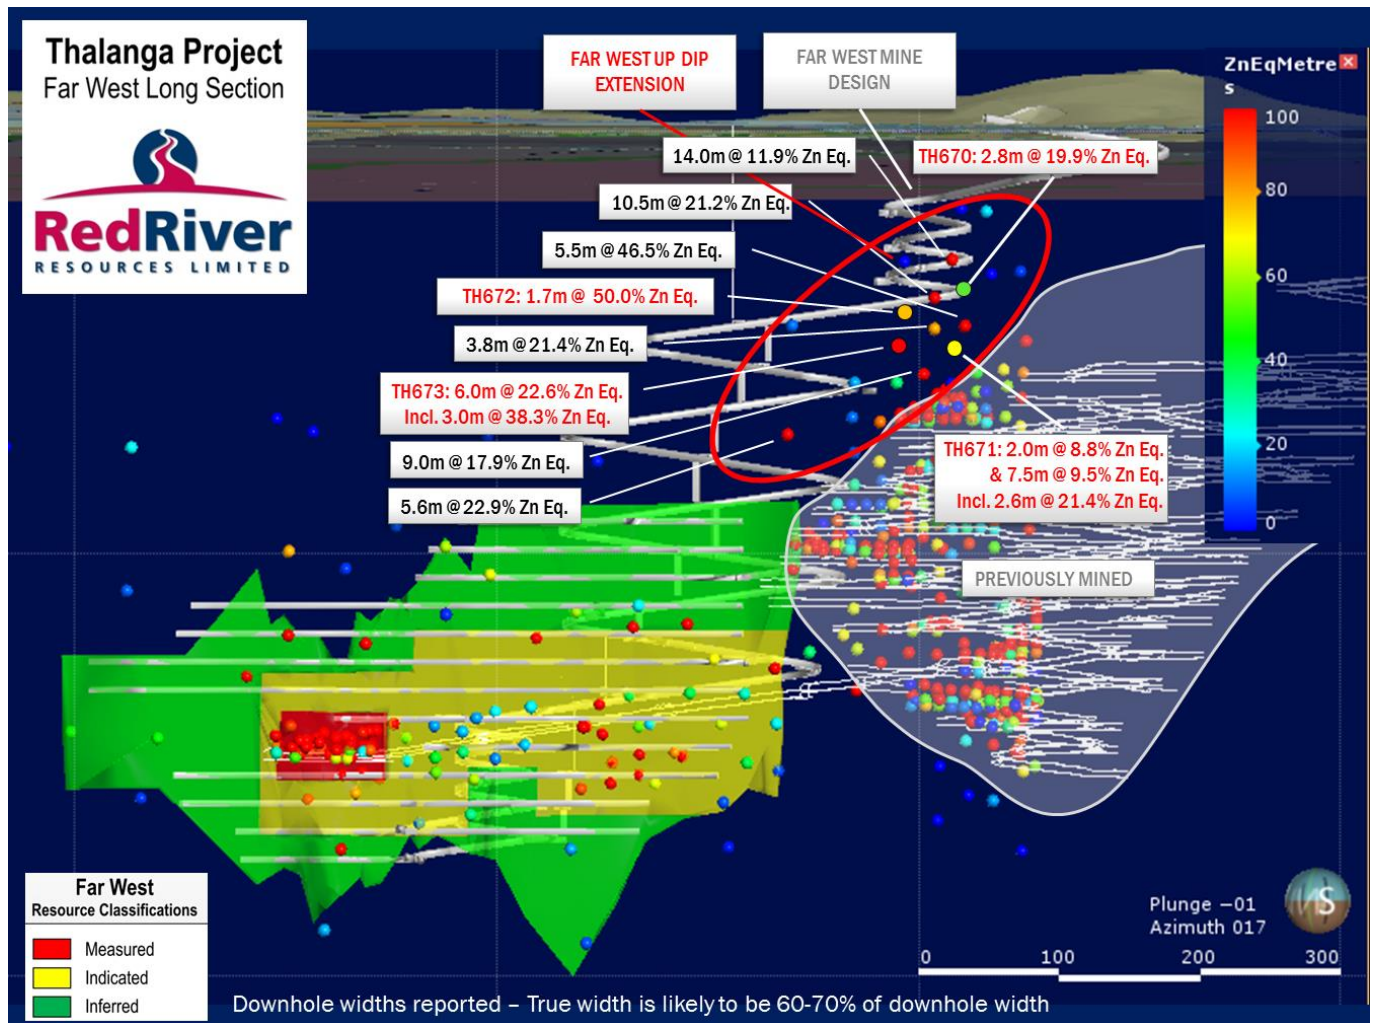 Thalanga Project
Far West Long Section
RedRiver
RESOURCES LIMITED
FAR WEST UP DIP
EXTENSION
FAR WEST MINE
DESIGN
ZnEqMetre
s
100
80
60
40
20
0
14.0m @ 11.9% Zn Eq.
TH670: 2.8m @ 19.9% Zn Eq.
10.5m @ 21.2% Zn Eq.
5.5m @ 46.5% Zn Eq.
TH672: 1.7m @ 50.0% Zn Eq.
3.8m @ 21.4% Zn Eq.
TH673: 6.0m @ 22.6% Zn Eq.
Incl. 3.0m @ 38.3% Zn Eq.
9.0m @ 17.9% Zn Eq.
5.6m @ 22.9% Zn Eq.
TH671: 2.0m @ 8.8% Zn Eq.
& 7.5m @ 9.5% Zn Eq.
Incl. 2.6m @ 21.4% Zn Eq.
PREVIOUSLY MINED
Far West
Resource Classifications
Measured
Indicated
Inferred
Plunge −01
Azimuth 017
S
0 100 200 300
Downhole widths reported – True width is likely to be 60-70% of downhole width